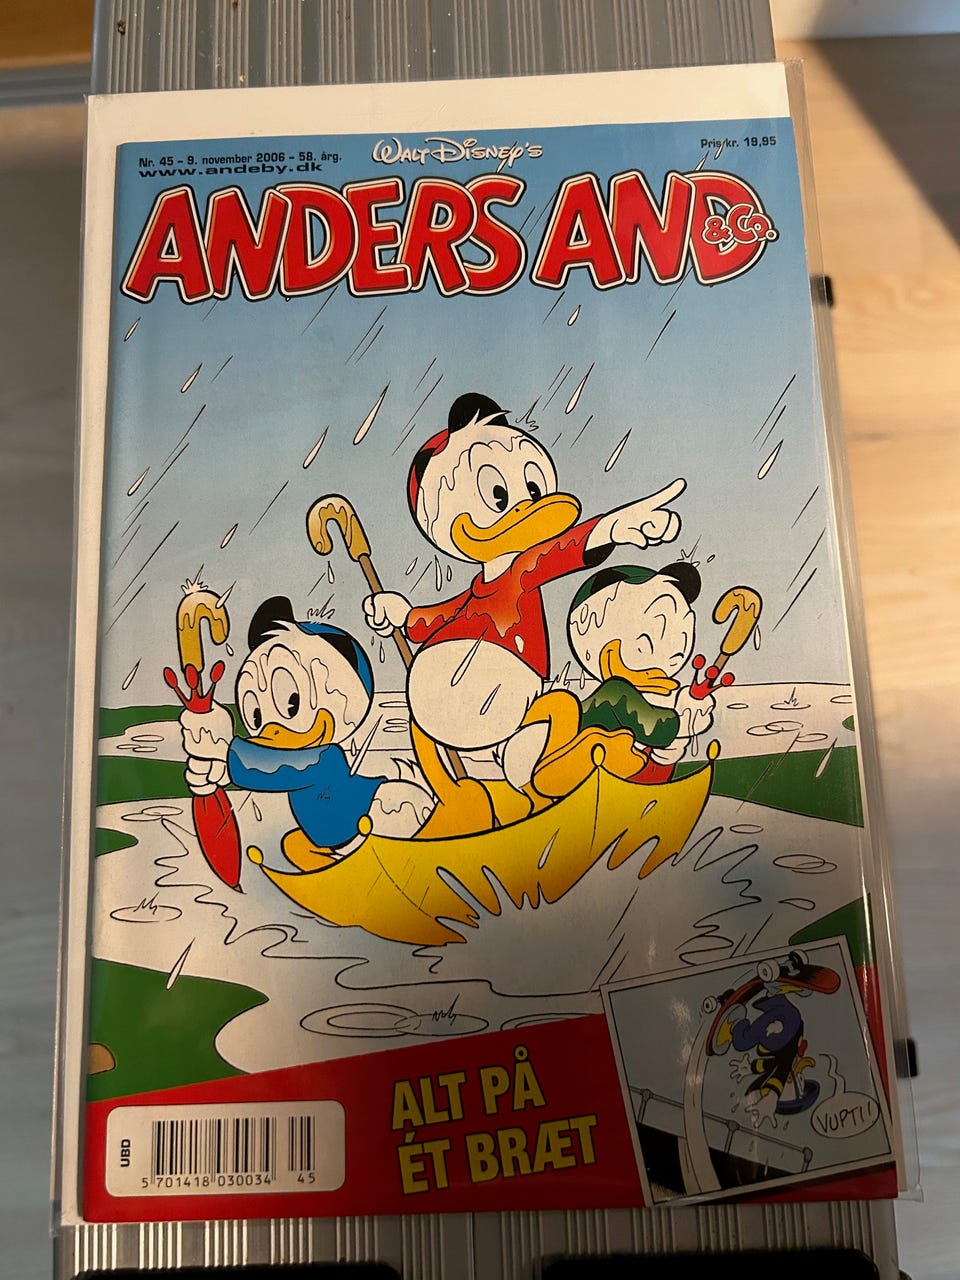 Nr. 45 - 9. november 2006 - 58. årg.
www.andeby.dk
WALT DISNEY'S
Pris kr. 19,95
ANDERS AND
& Co.
ALT PÅ
ÉT BRÆT
VUPTI!
UBD
5 701418 030034 45